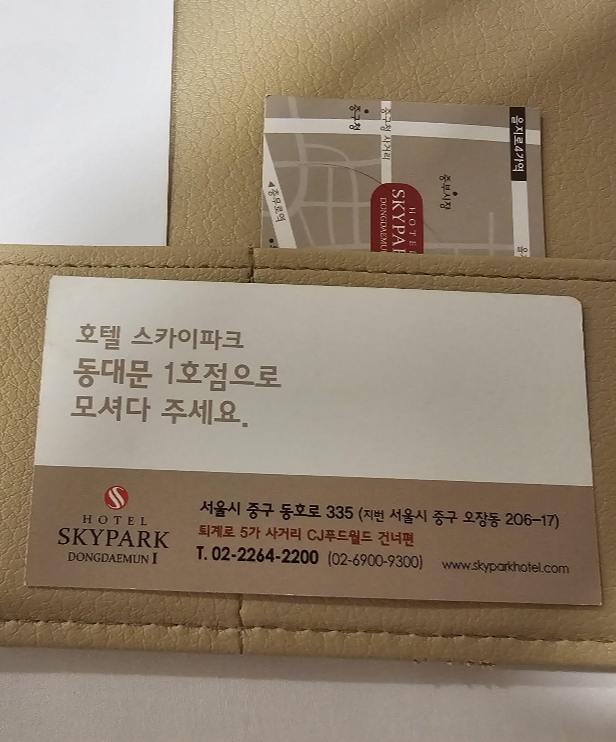 중구청
중구청 사거리
을지로4가역
중부시장
◀충무로역
HOTEL
DONGDAEMUN
호텔 스카이파크
동대문 1호점으로
모셔다 주세요.
HOTEL
SKYPARK
DONGDAEMUN I
서울시 중구 동호로 335 (지번 서울시 중구 오장동 206-17)
퇴계로 5가 사거리 CJ푸드월드 건너편
T. 02-2264-2200 (02-6900-9300)
www.skyparkhotel.com